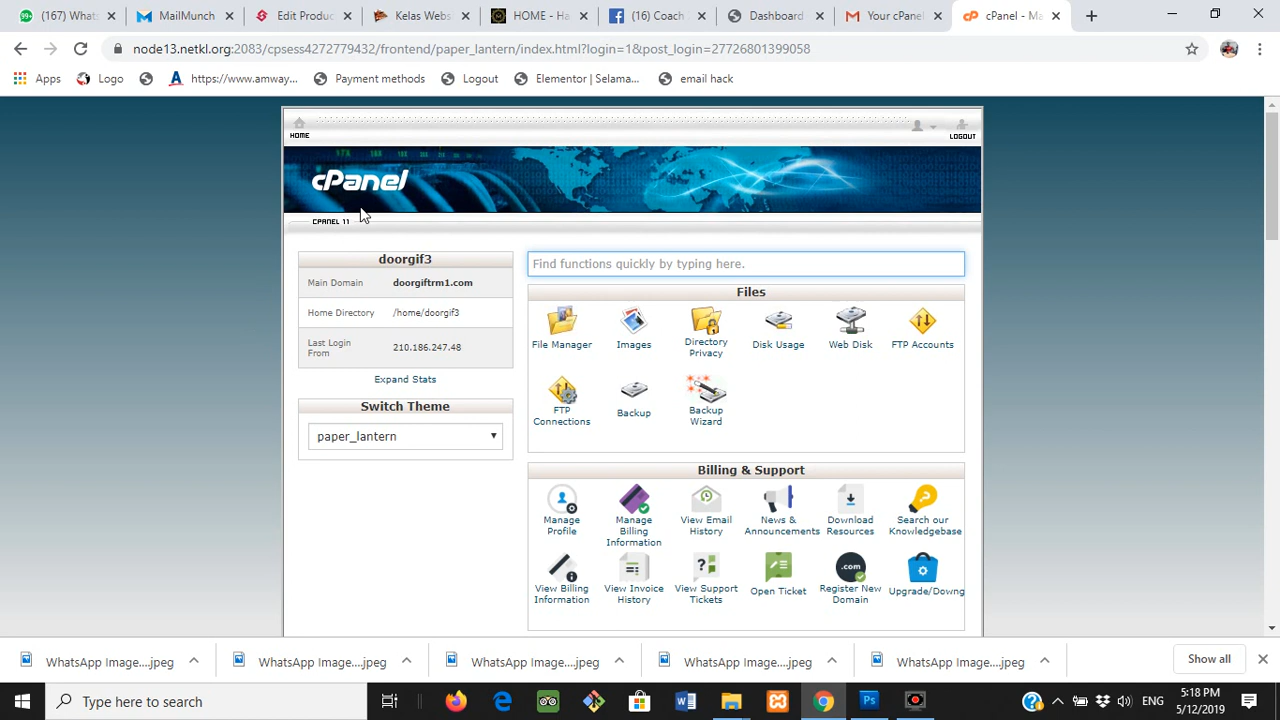 (167) Whats
MailMunch
Edit Produc
Kelas Webs
HOME - Ha
(16) Coach
Dashboard
Your cPanel
cPanel - Ma
node13.netkl.org:2083/cpsess4272779432/frontend/paper_lantern/index.html?login=1&post_login=27726801399058
Apps
Logo
https://www.amway...
Payment methods
Logout
Elementor | Selama...
email hack
HOME
LOGOUT
cPanel
CPANEL 11
doorgif3
Main Domain doorgiftrm1.com
Home Directory /home/doorgif3
Last Login From 210.186.247.48
Expand Stats
Switch Theme
paper_lantern
Find functions quickly by typing here.
Files
File Manager
Images
Directory Privacy
Disk Usage
Web Disk
FTP Accounts
FTP Connections
Backup
Backup Wizard
Billing & Support
Manage Profile
Manage Billing Information
View Email History
News & Announcements
Download Resources
Search our Knowledgebase
View Billing Information
View Invoice History
View Support Tickets
Open Ticket
.com
Register New Domain
Upgrade/Downg
WhatsApp Image....jpeg
WhatsApp Image....jpeg
WhatsApp Image....jpeg
WhatsApp Image....jpeg
WhatsApp Image....jpeg
Show all
Type here to search
ENG
5:18 PM
5/12/2019